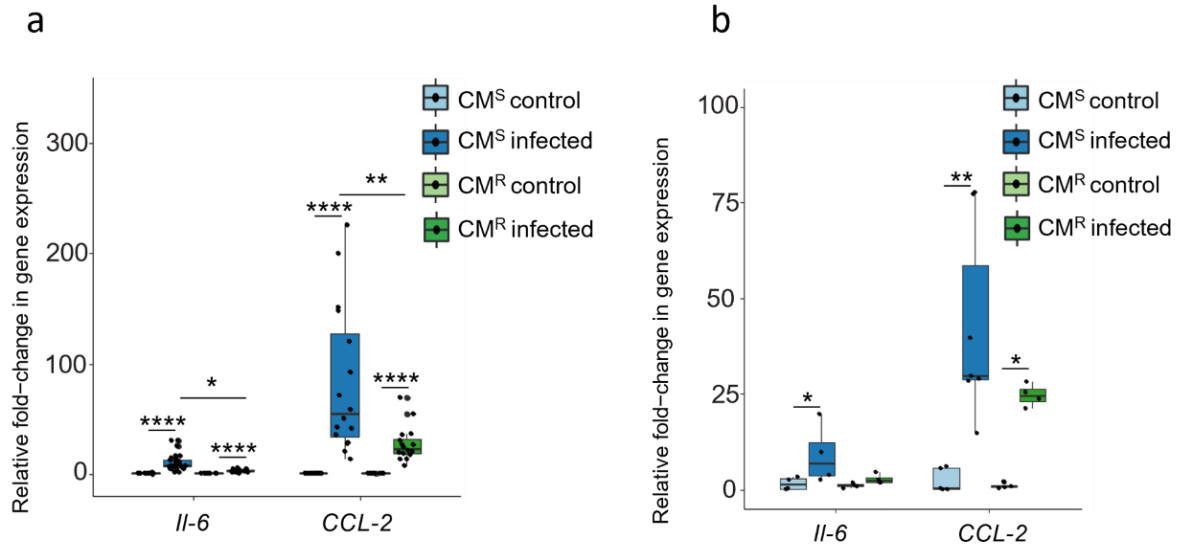 a
Relative fold-change in gene expression
300
200
100
0
****
*
****
****
**
****
Il-6
CCL-2
CMS control
CMS infected
CMR control
CMR infected
b
Relative fold-change in gene expression
100
75
50
25
0
*
**
*
Il-6
CCL-2
CMS control
CMS infected
CMR control
CMR infected